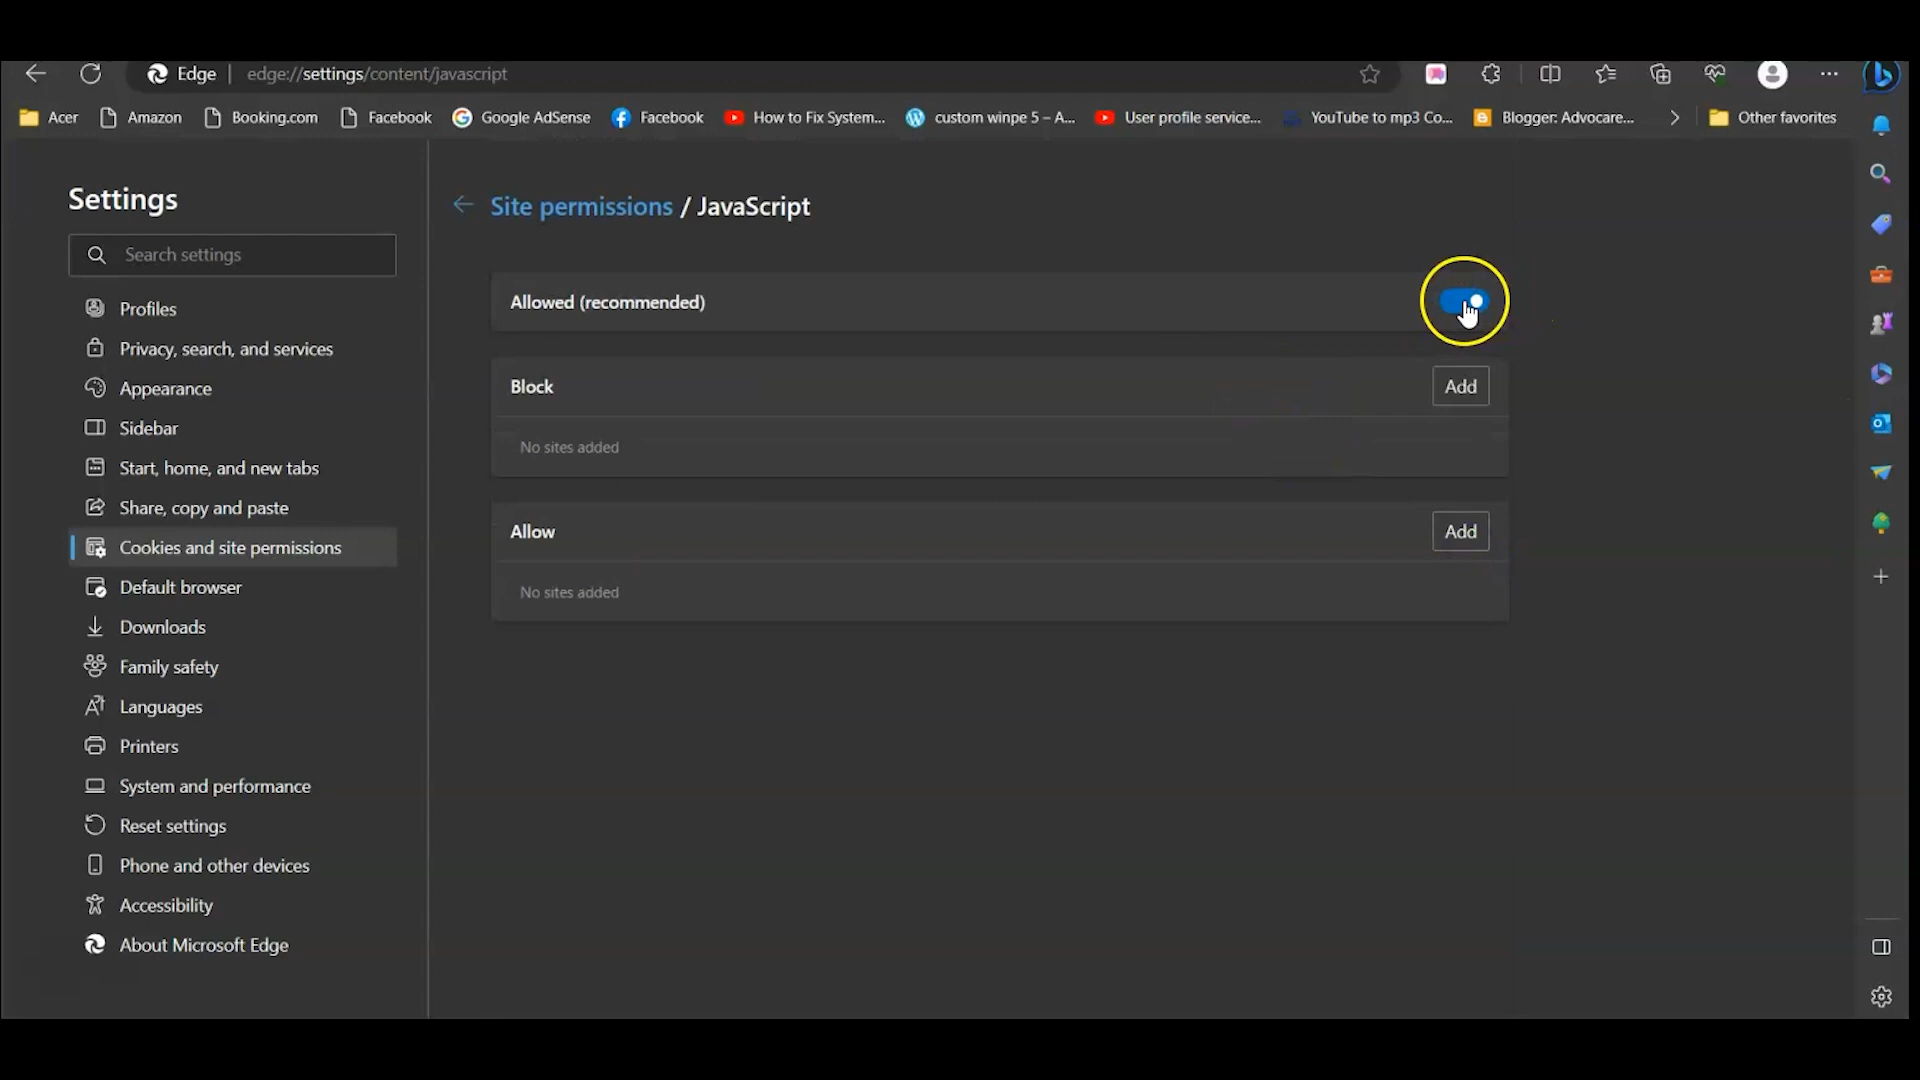 Edge | edge://settings/content/javascript
Acer Amazon Booking.com Facebook Google AdSense Facebook How to Fix System... custom winpe 5 – A... User profile service... YouTube to mp3 Co... Blogger: Advocare... Other favorites
Settings
Search settings
Profiles
Privacy, search, and services
Appearance
Sidebar
Start, home, and new tabs
Share, copy and paste
Cookies and site permissions
Default browser
Downloads
Family safety
Languages
Printers
System and performance
Reset settings
Phone and other devices
Accessibility
About Microsoft Edge
Site permissions / JavaScript
Allowed (recommended)
Block Add
No sites added
Allow Add
No sites added